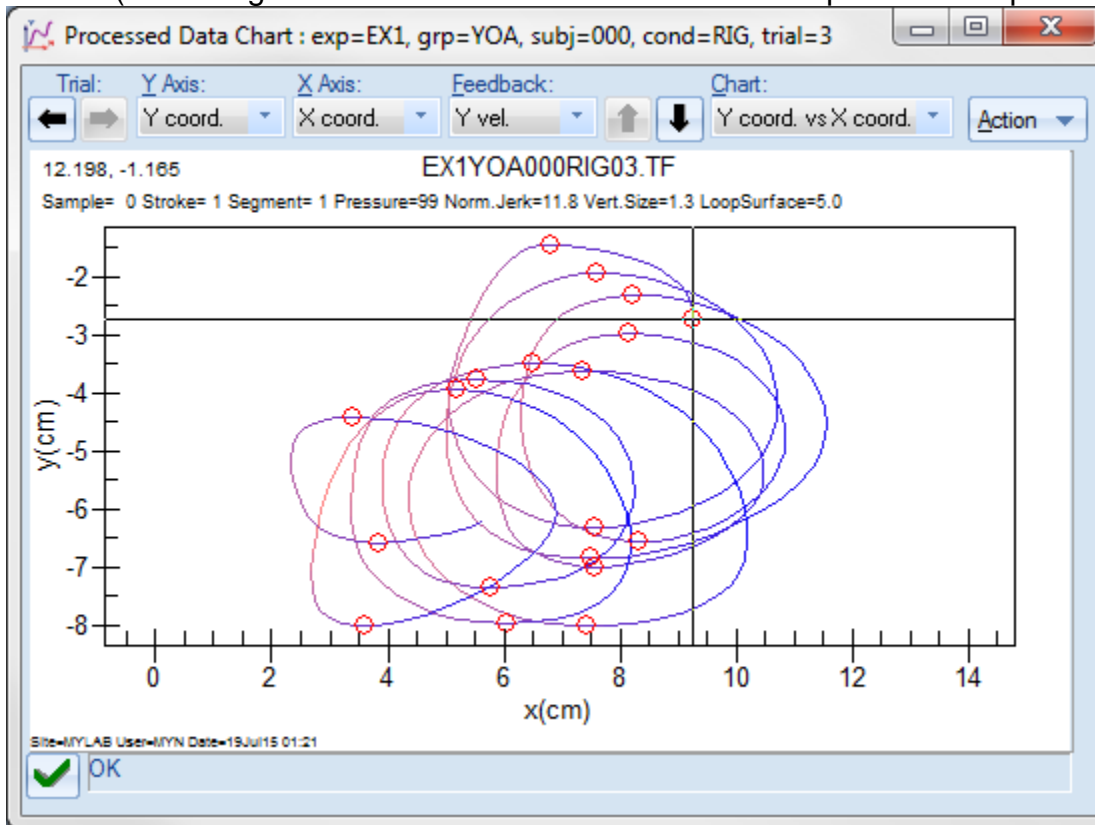 Processed Data Chart : exp=EX1, grp=YOA, subj=000, cond=RIG, trial=3
Trial: Y Axis: X Axis: Feedback: Chart:
Y coord. X coord. Y vel. Y coord. vs X coord. Action
12.198, -1.165 EX1YOA000RIG03.TF
Sample= 0 Stroke= 1 Segment= 1 Pressure=99 Norm.Jerk=11.8 Vert.Size=1.3 LoopSurface=5.0
-2
-3
-4
y(cm)
-5
-6
-7
-8
0 2 4 6 8 10 12 14
x(cm)
Site=MYLAB User=MYN Date=19Jul15 01:21
OK